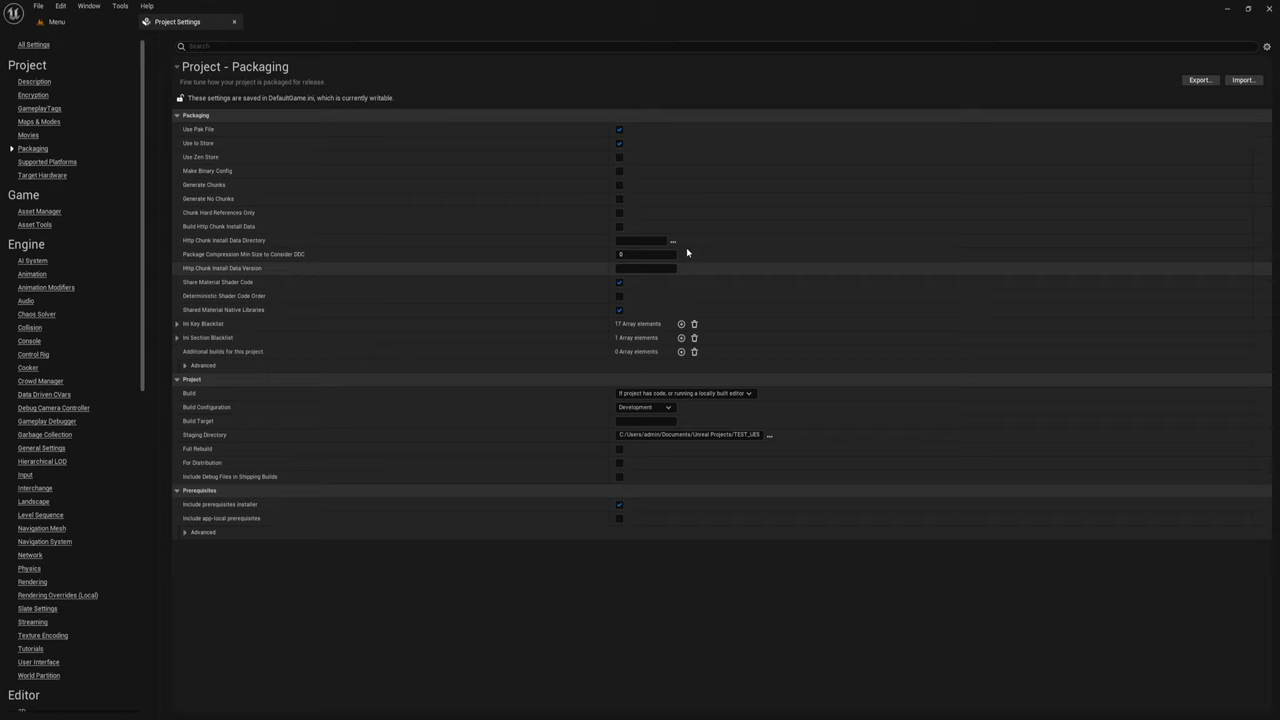 File Edit Window Tools Help
Menu Project Settings
All Settings
Project
Description
Encryption
GameplayTags
Maps & Modes
Movies
Packaging
Supported Platforms
Target Hardware
Game
Asset Manager
Asset Tools
Engine
AI System
Animation
Animation Modifiers
Audio
Chaos Solver
Collision
Console
Control Rig
Cooker
Crowd Manager
Data Driven CVars
Debug Camera Controller
Gameplay Debugger
Garbage Collection
General Settings
Hierarchical LOD
Input
Interchange
Landscape
Level Sequence
Navigation Mesh
Navigation System
Network
Physics
Rendering
Rendering Overrides (Local)
Slate Settings
Streaming
Texture Encoding
Tutorials
User Interface
World Partition
Editor
Search
Project - Packaging
Fine tune how your project is packaged for release.
Export... Import...
These settings are saved in DefaultGame.ini, which is currently writable.
Packaging
Use Pak File
Use Io Store
Use Zen Store
Make Binary Config
Generate Chunks
Generate No Chunks
Chunk Hard References Only
Build Http Chunk Install Data
Http Chunk Install Data Directory ...
Package Compression Min Size to Consider DDC 0
Http Chunk Install Data Version
Share Material Shader Code
Deterministic Shader Code Order
Shared Material Native Libraries
Ini Key Blacklist 17 Array elements
Ini Section Blacklist 1 Array elements
Additional builds for this project. 0 Array elements
Advanced
Project
Build If project has code, or running a locally built editor
Build Configuration Development
Build Target
Staging Directory C:/Users/admin/Documents/Unreal Projects/TEST_UE5 ...
Full Rebuild
For Distribution
Include Debug Files in Shipping Builds
Prerequisites
Include prerequisites installer
Include app-local prerequisites
Advanced